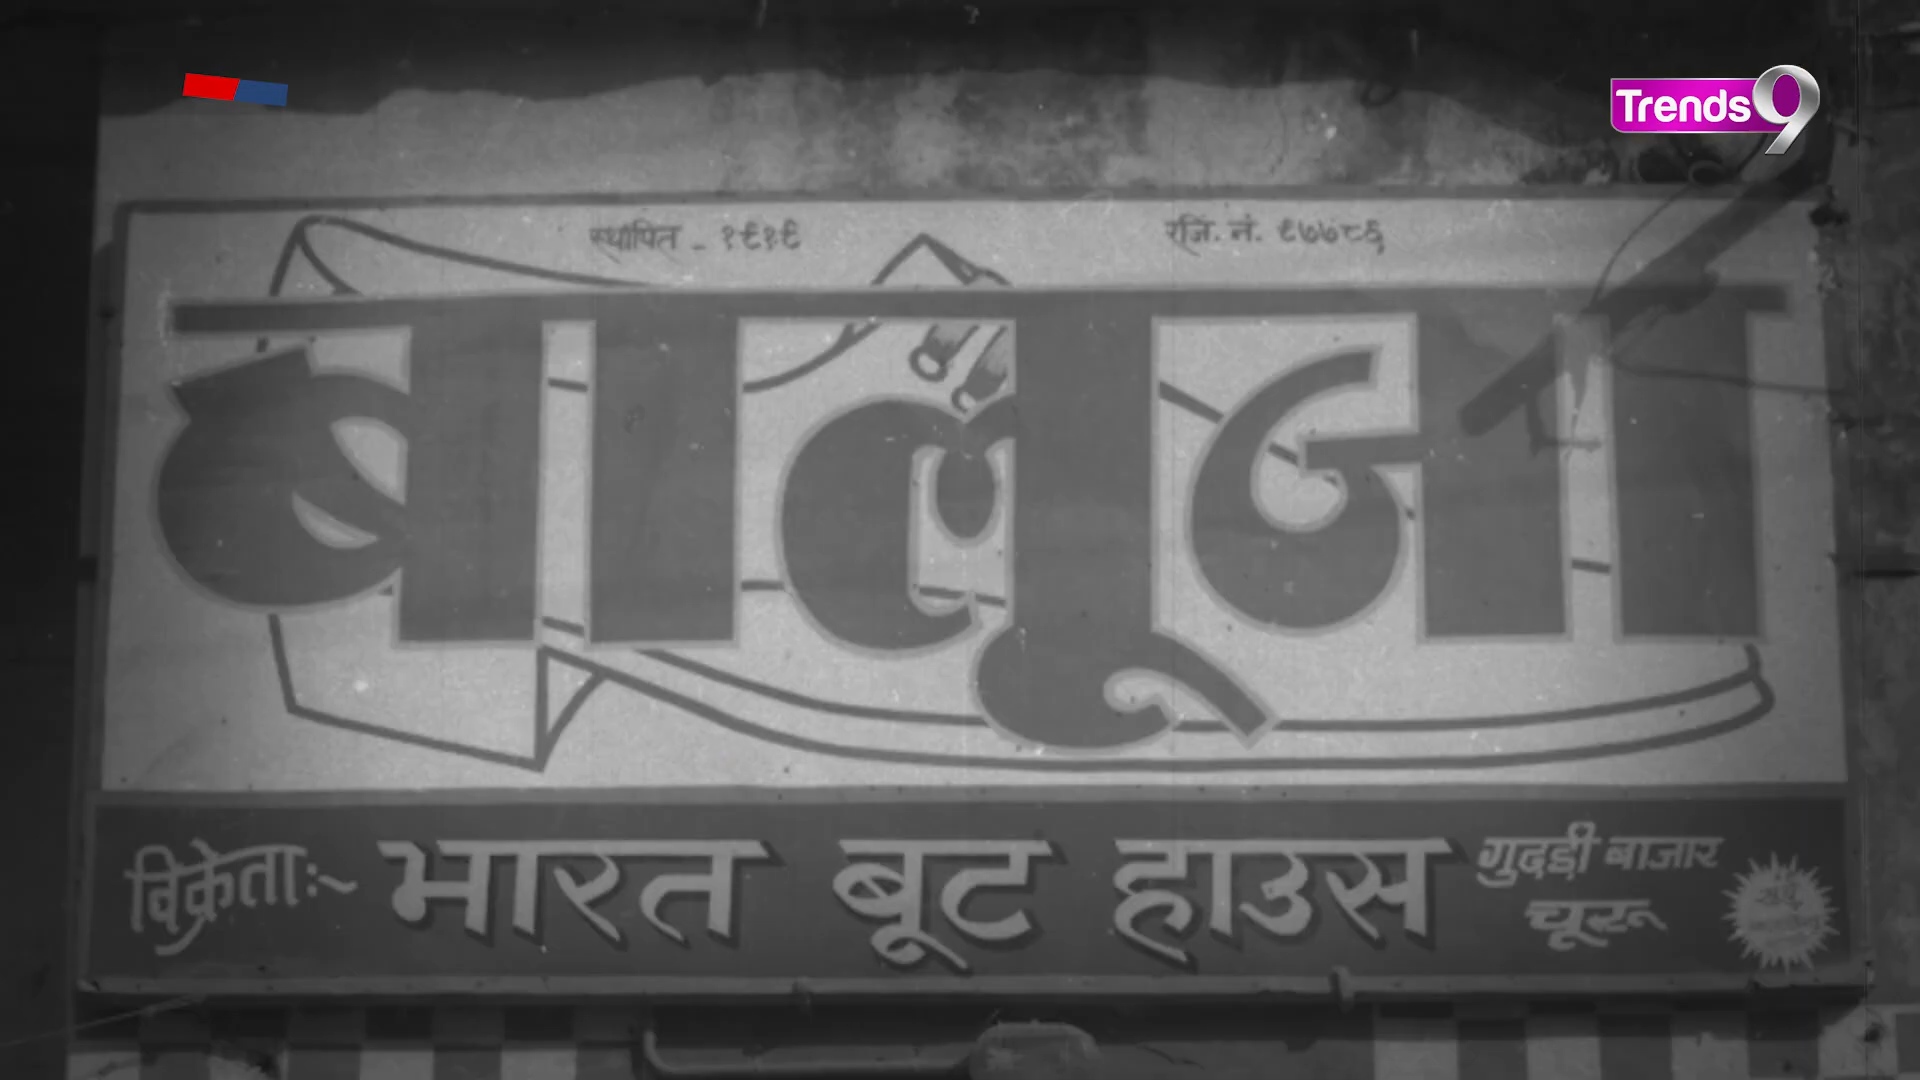 Trends9
स्थापित - १९१९
रजि. नं. ९७७८६
बालूजा
विक्रेताः- भारत बूट हाउस
गुदड़ी बाजार
चूरू